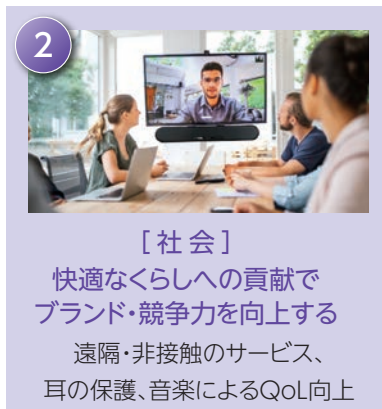 2
[社会]
快適なくらしへの貢献で
ブランド・競争力を向上する
遠隔・非接触のサービス、
耳の保護、音楽によるQoL向上